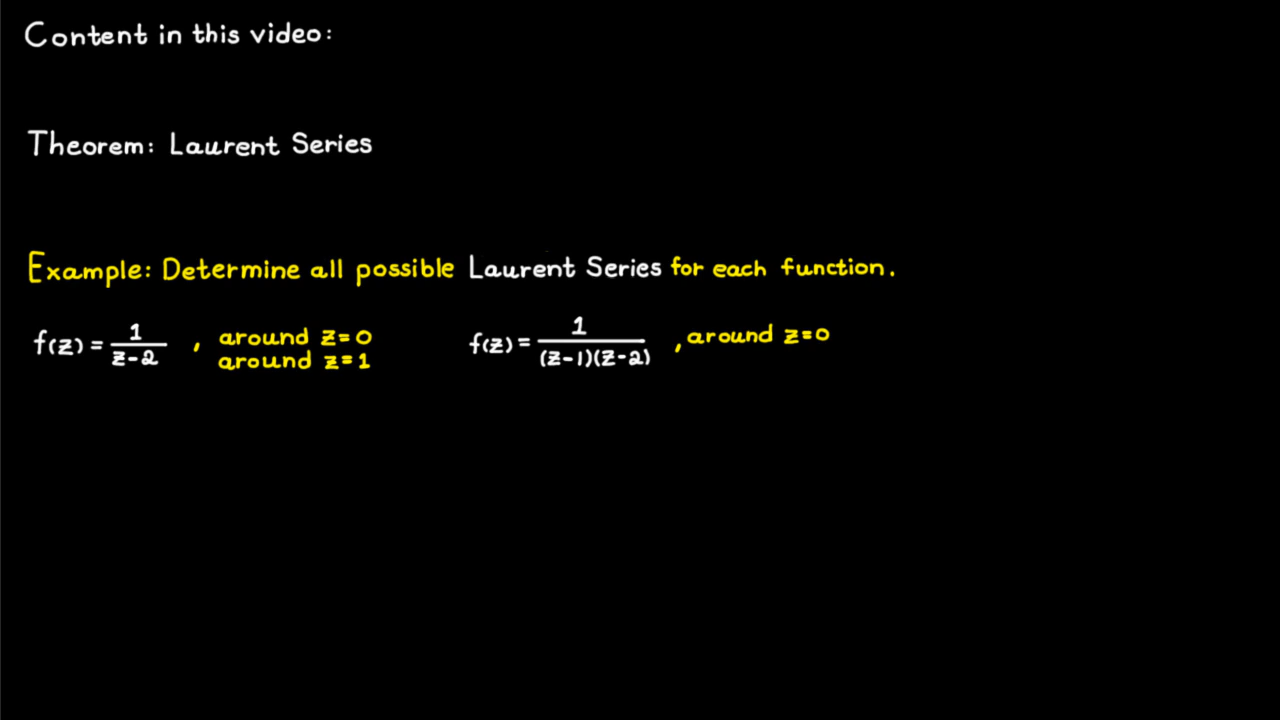 Content in this video:
Theorem: Laurent Series
Example: Determine all possible Laurent Series for each function.
f(z) = 1/(z-2) , around z=0
around z=1
f(z) = 1/((z-1)(z-2)) , around z=0